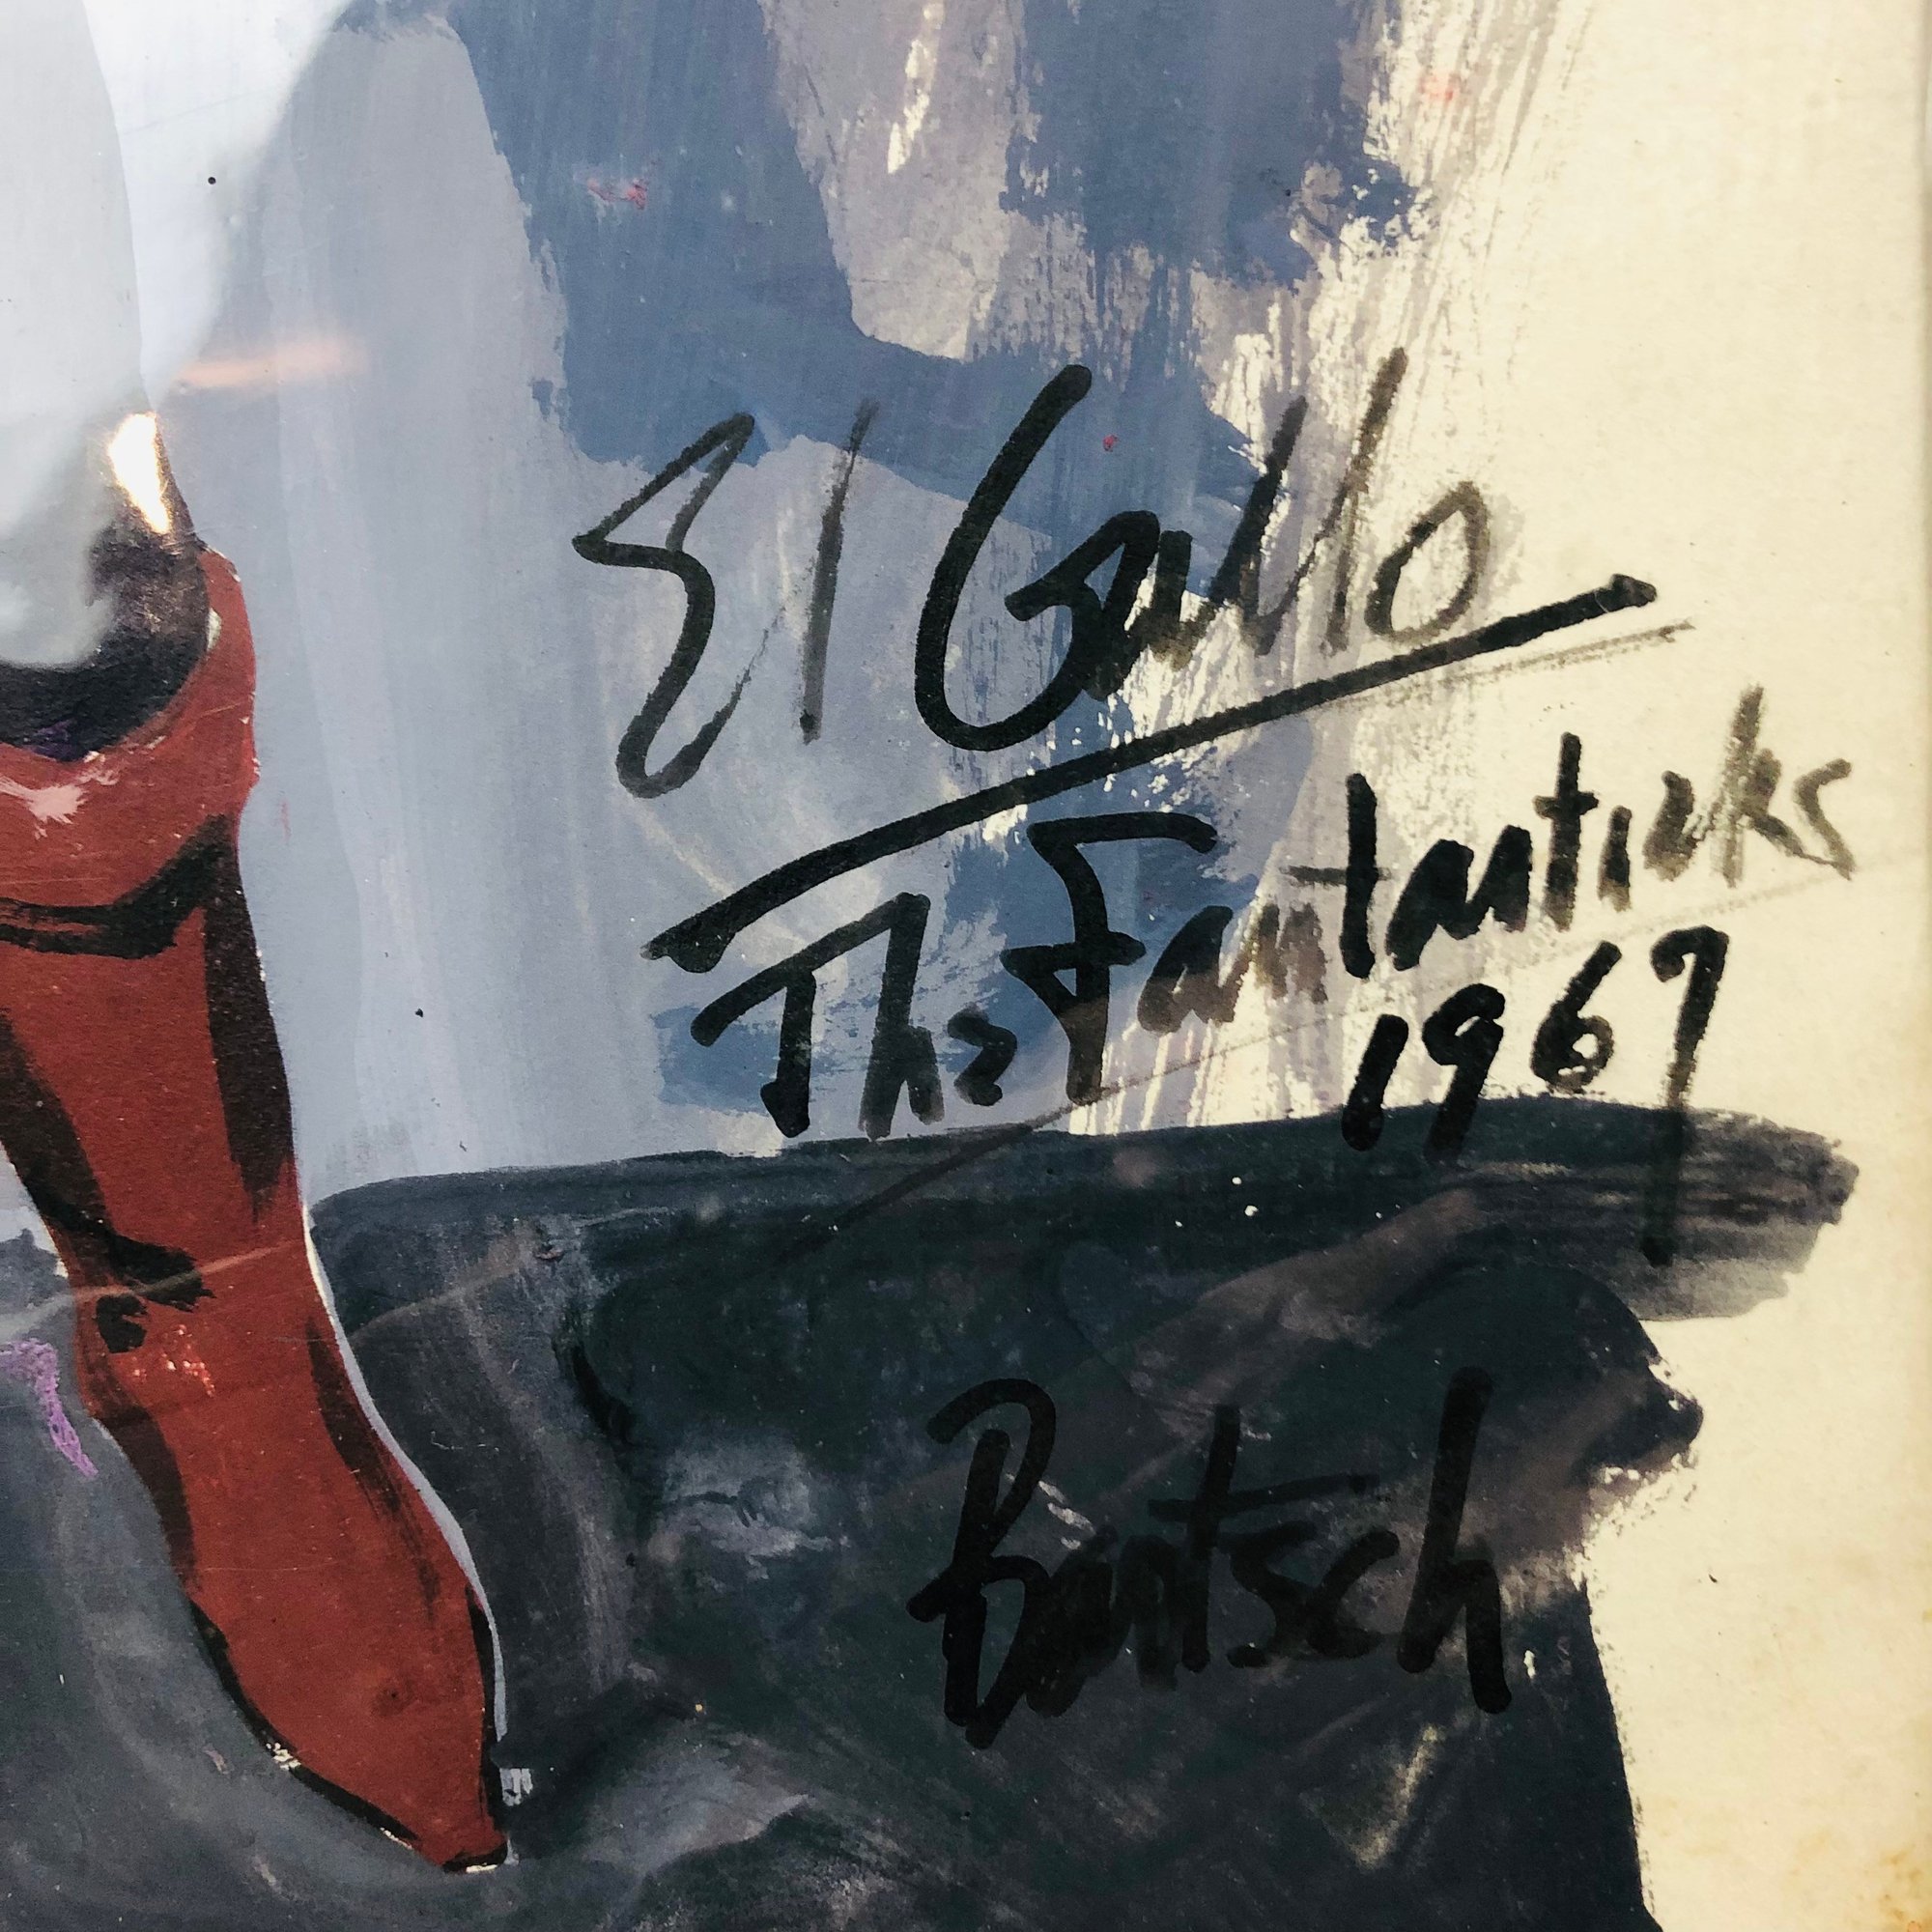 El Gallo
The Fantasticks
1967
Bartsch